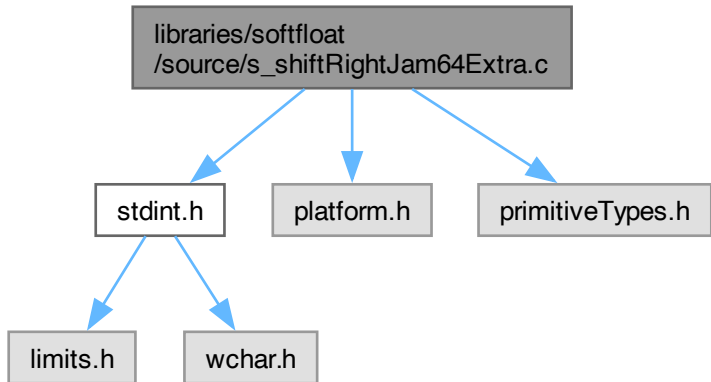 libraries/softfloat
/source/s_shiftRightJam64Extra.c
stdint.h
platform.h
primitiveTypes.h
limits.h
wchar.h